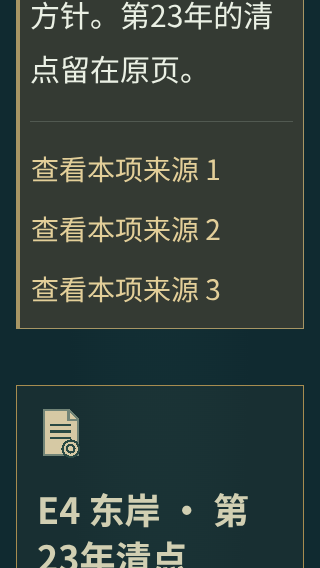 方针。第23年的清
点留在原页。
查看本项来源 1
查看本项来源 2
查看本项来源 3
E4 东岸 · 第
23年清点